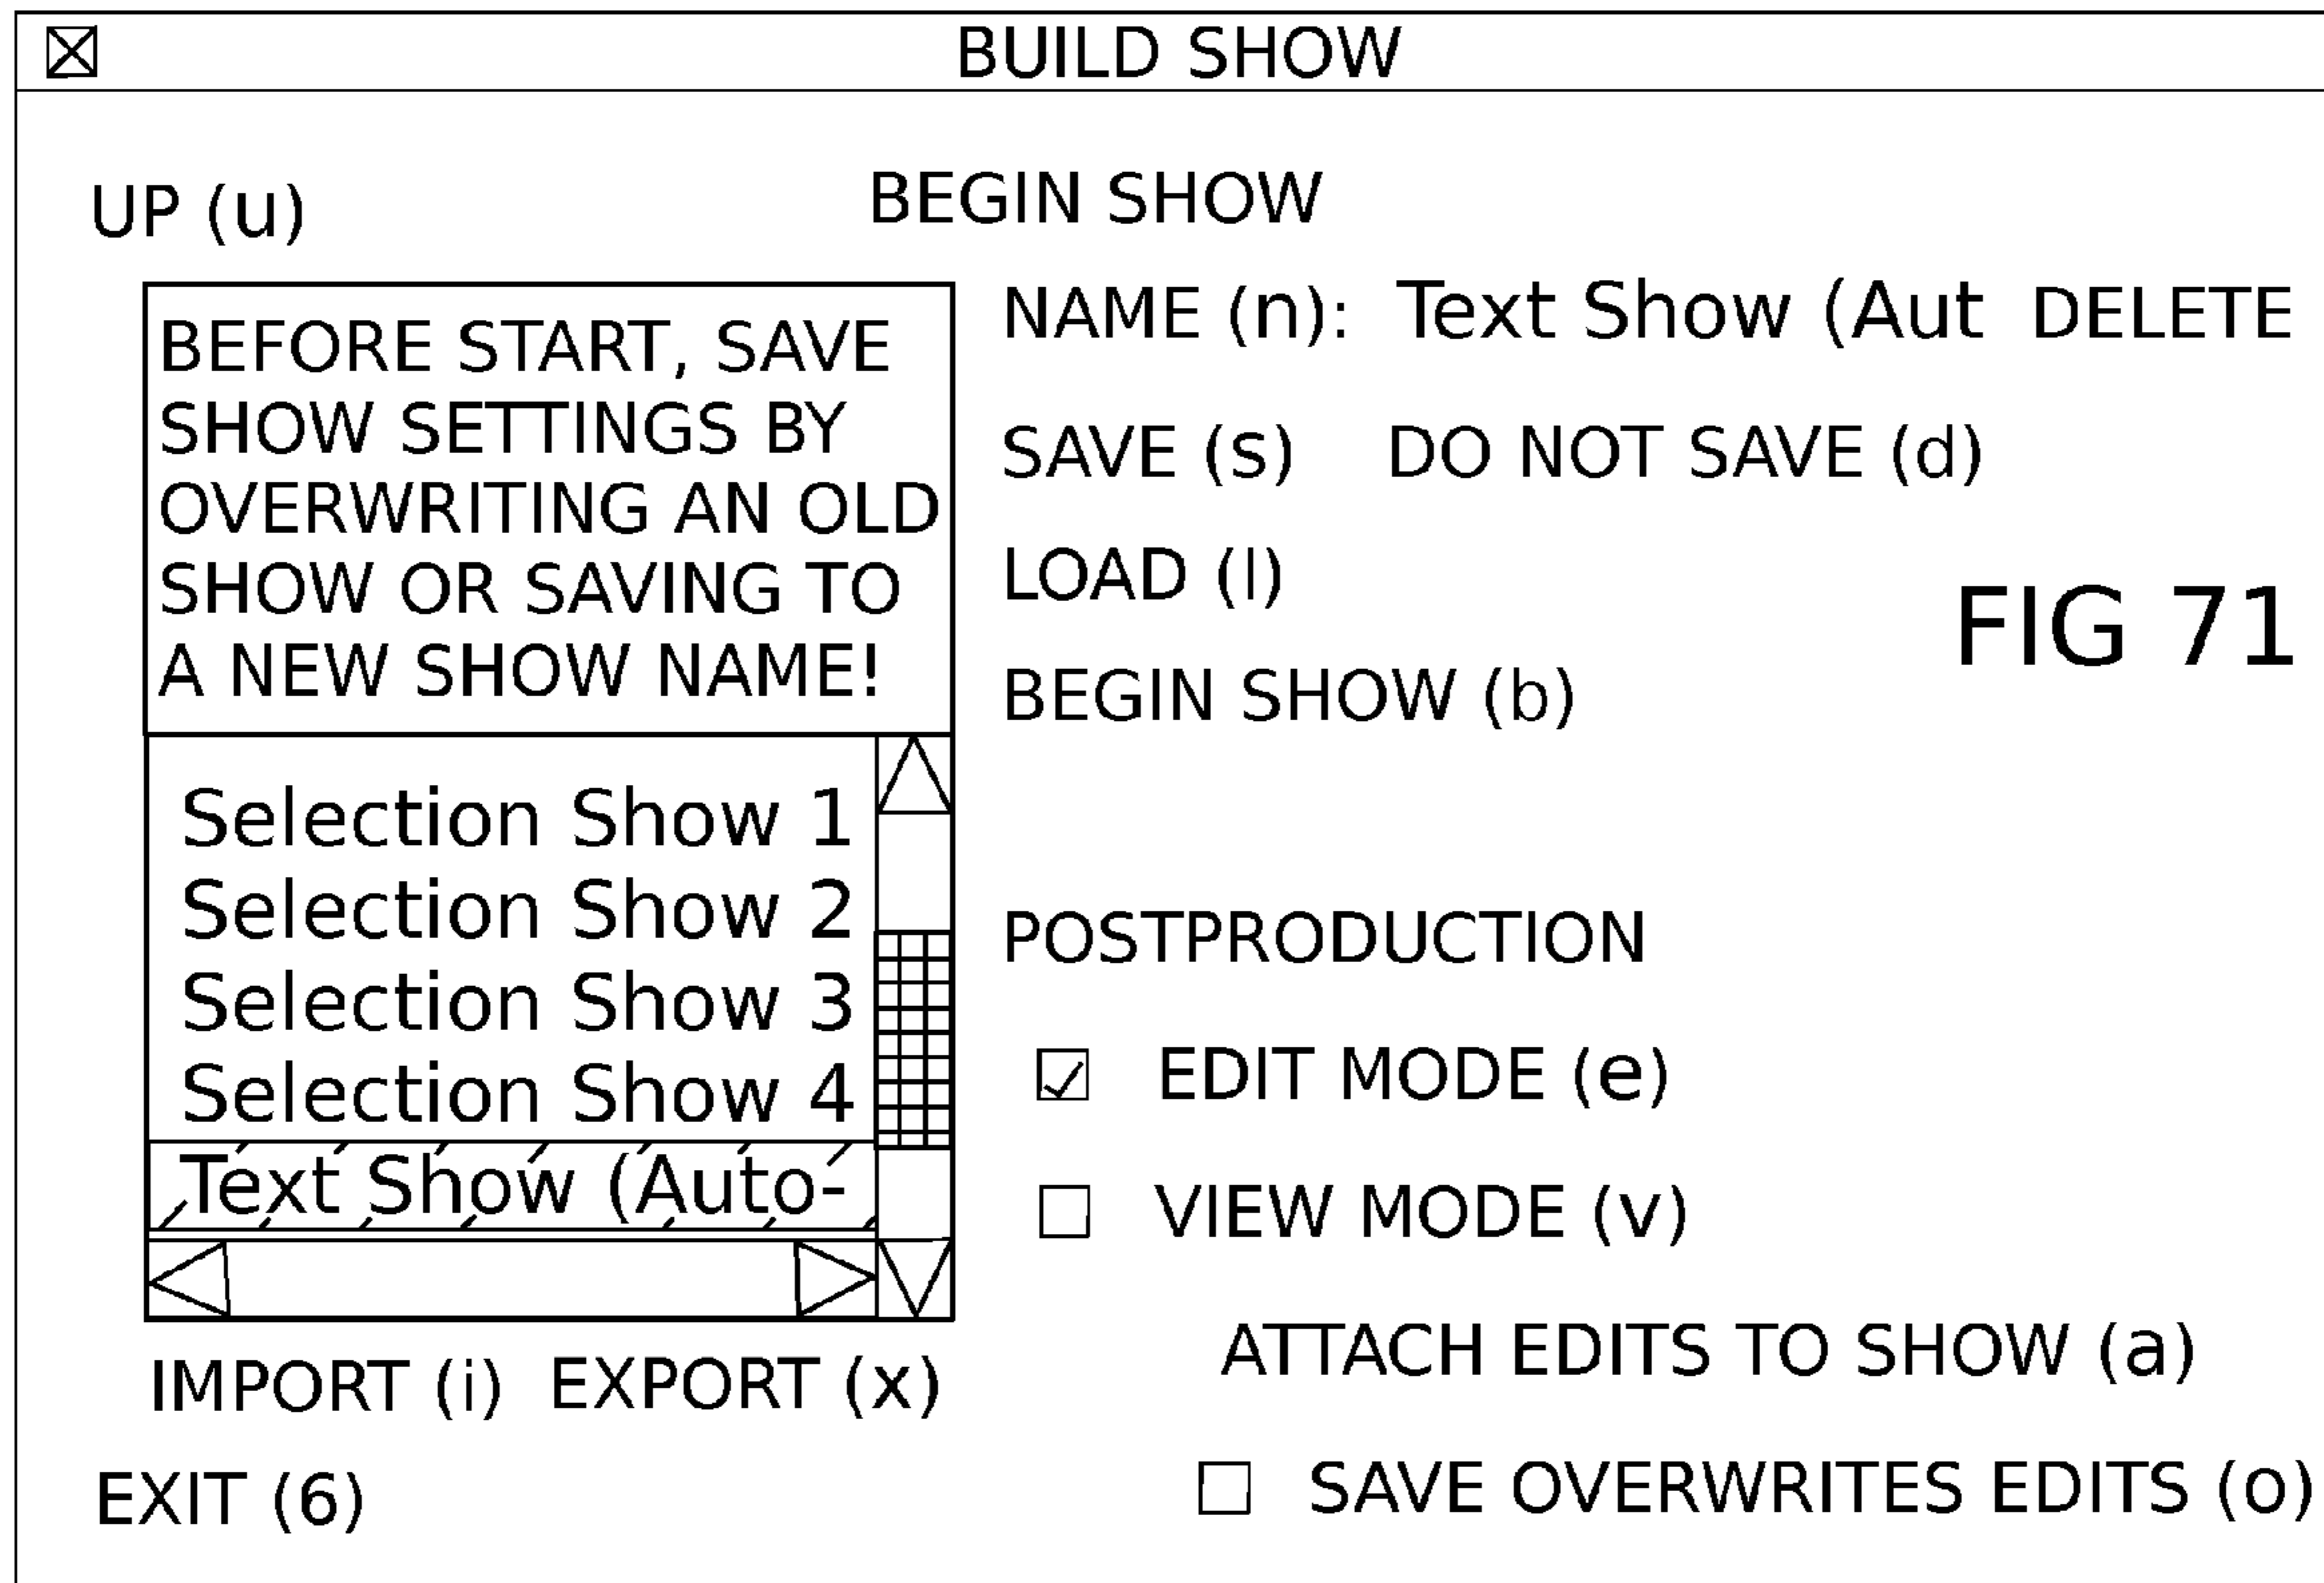 BUILD SHOW
UP (u)
BEGIN SHOW
BEFORE START, SAVE
SHOW SETTINGS BY
OVERWRITING AN OLD
SHOW OR SAVING TO
A NEW SHOW NAME!
Selection Show 1
Selection Show 2
Selection Show 3
Selection Show 4
Text Show (Auto-
IMPORT (i) EXPORT (x)
EXIT (6)
NAME (n): Text Show (Aut DELETE
SAVE (s) DO NOT SAVE (d)
LOAD (l)
FIG 71
BEGIN SHOW (b)
POSTPRODUCTION
EDIT MODE (e)
VIEW MODE (v)
ATTACH EDITS TO SHOW (a)
SAVE OVERWRITES EDITS (o)